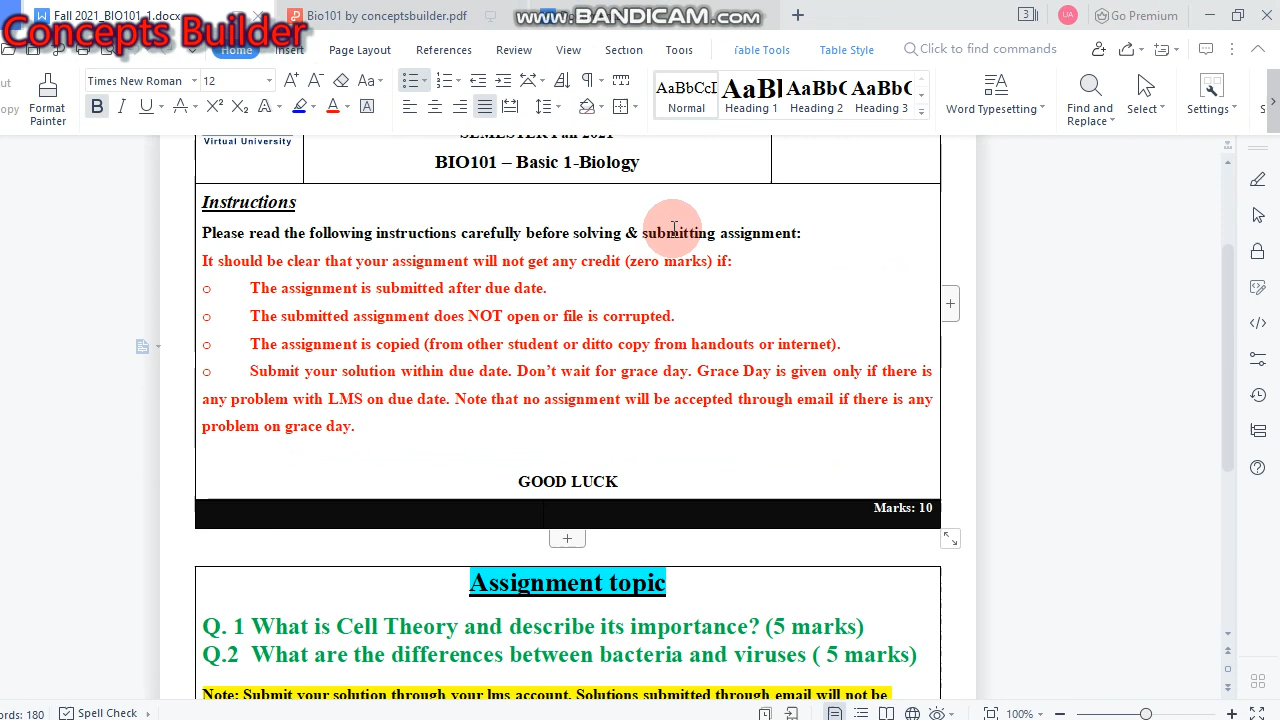 Fall 2021_BIO101_1.docx
Bio101 by conceptsbuilder.pdf
www.BANDICAM.com
Go Premium
Concepts Builder
Home Insert Page Layout References Review View Section Tools Table Tools Table Style Click to find commands
Times New Roman 12
Format Painter
AaBbCcI AaBl AaBbC AaBbC
Normal Heading 1 Heading 2 Heading 3
Word Typesetting Find and Replace Select Settings
SEMESTER Fall 2021
Virtual University
BIO101 – Basic 1-Biology
Instructions
Please read the following instructions carefully before solving & submitting assignment:
It should be clear that your assignment will not get any credit (zero marks) if:
o The assignment is submitted after due date.
o The submitted assignment does NOT open or file is corrupted.
o The assignment is copied (from other student or ditto copy from handouts or internet).
o Submit your solution within due date. Don’t wait for grace day. Grace Day is given only if there is
any problem with LMS on due date. Note that no assignment will be accepted through email if there is any
problem on grace day.
GOOD LUCK
Marks: 10
Assignment topic
Q. 1 What is Cell Theory and describe its importance? (5 marks)
Q.2 What are the differences between bacteria and viruses ( 5 marks)
Note: Submit your solution through your lms account. Solutions submitted through email will not be
ords: 180 Spell Check 100%